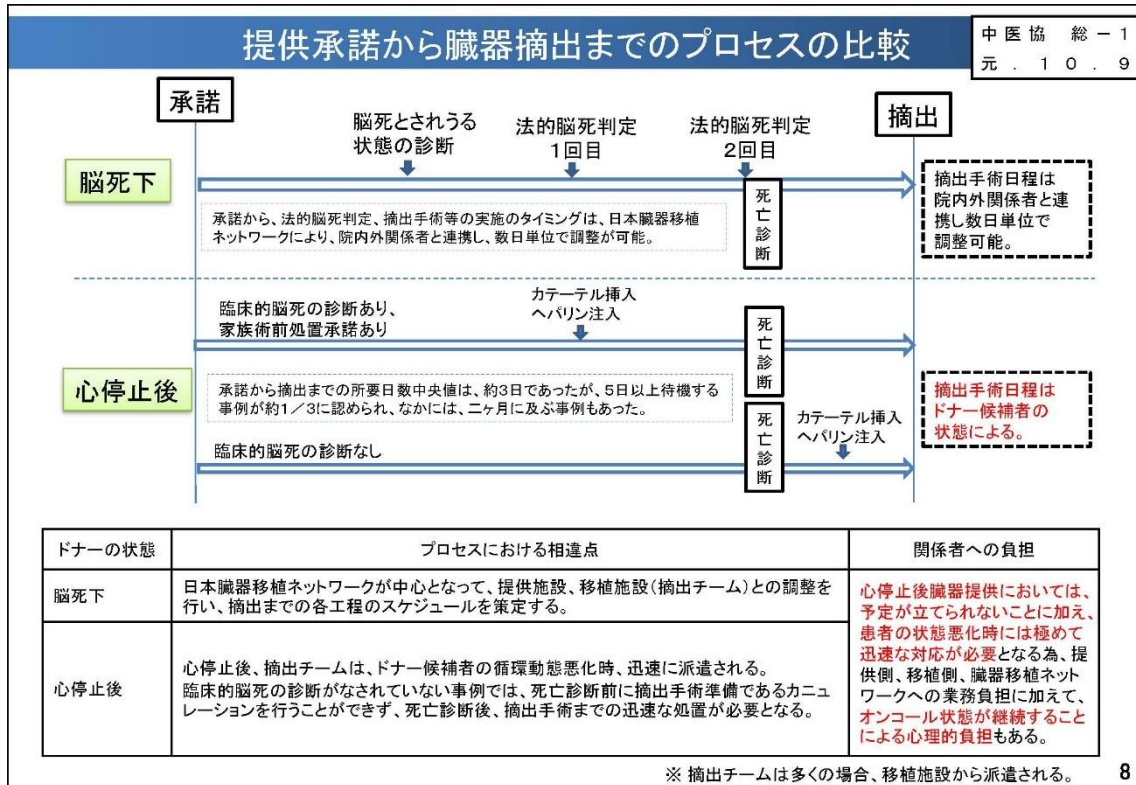 提供承諾から臓器摘出までのプロセスの比較
中医協 総－1
元．10．9
承諾
摘出
脳死とされうる
状態の診断
法的脳死判定
1回目
法的脳死判定
2回目
脳死下
承諾から、法的脳死判定、摘出手術等の実施のタイミングは、日本臓器移植
ネットワークにより、院内外関係者と連携し、数日単位で調整が可能。
死亡診断
摘出手術日程は
院内外関係者と連
携し数日単位で
調整可能。
臨床的脳死の診断あり、
家族術前処置承諾あり
カテーテル挿入
ヘパリン注入
死亡診断
心停止後
承諾から摘出までの所要日数中央値は、約3日であったが、5日以上待機する
事例が約1／3に認められ、なかには、二ヶ月に及ぶ事例もあった。
摘出手術日程は
ドナー候補者の
状態による。
臨床的脳死の診断なし
死亡診断
カテーテル挿入
ヘパリン注入
ドナーの状態
プロセスにおける相違点
関係者への負担
脳死下
日本臓器移植ネットワークが中心となって、提供施設、移植施設（摘出チーム）との調整を
行い、摘出までの各工程のスケジュールを策定する。
心停止後
心停止後、摘出チームは、ドナー候補者の循環動態悪化時、迅速に派遣される。
臨床的脳死の診断がなされていない事例では、死亡診断前に摘出手術準備であるカニュ
レーションを行うことができず、死亡診断後、摘出手術までの迅速な処置が必要となる。
心停止後臓器提供においては、
予定が立てられないことに加え、
患者の状態悪化時には極めて
迅速な対応が必要となる為、提
供側、移植側、臓器移植ネット
ワークへの業務負担に加えて、
オンコール状態が継続すること
による心理的負担もある。
※ 摘出チームは多くの場合、移植施設から派遣される。
8